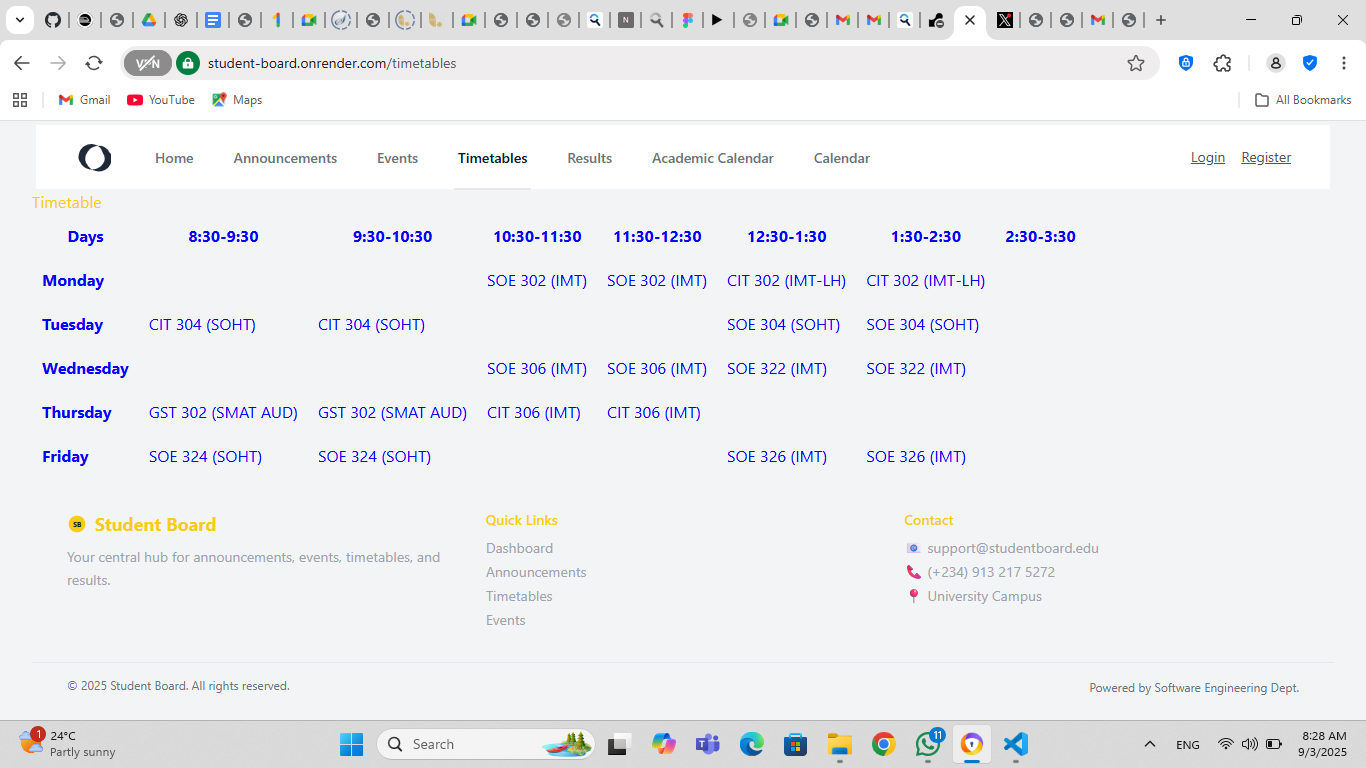 VPN
student-board.onrender.com/timetables
Gmail YouTube Maps All Bookmarks
Home Announcements Events Timetables Results Academic Calendar Calendar Login Register
Timetable
Days 8:30-9:30 9:30-10:30 10:30-11:30 11:30-12:30 12:30-1:30 1:30-2:30 2:30-3:30
Monday SOE 302 (IMT) SOE 302 (IMT) CIT 302 (IMT-LH) CIT 302 (IMT-LH)
Tuesday CIT 304 (SOHT) CIT 304 (SOHT) SOE 304 (SOHT) SOE 304 (SOHT)
Wednesday SOE 306 (IMT) SOE 306 (IMT) SOE 322 (IMT) SOE 322 (IMT)
Thursday GST 302 (SMAT AUD) GST 302 (SMAT AUD) CIT 306 (IMT) CIT 306 (IMT)
Friday SOE 324 (SOHT) SOE 324 (SOHT) SOE 326 (IMT) SOE 326 (IMT)
SB Student Board
Your central hub for announcements, events, timetables, and
results.
Quick Links
Dashboard
Announcements
Timetables
Events
Contact
support@studentboard.edu
(+234) 913 217 5272
University Campus
© 2025 Student Board. All rights reserved.
Powered by Software Engineering Dept.
1
24°C
Partly sunny
Search
11
ENG
8:28 AM
9/3/2025